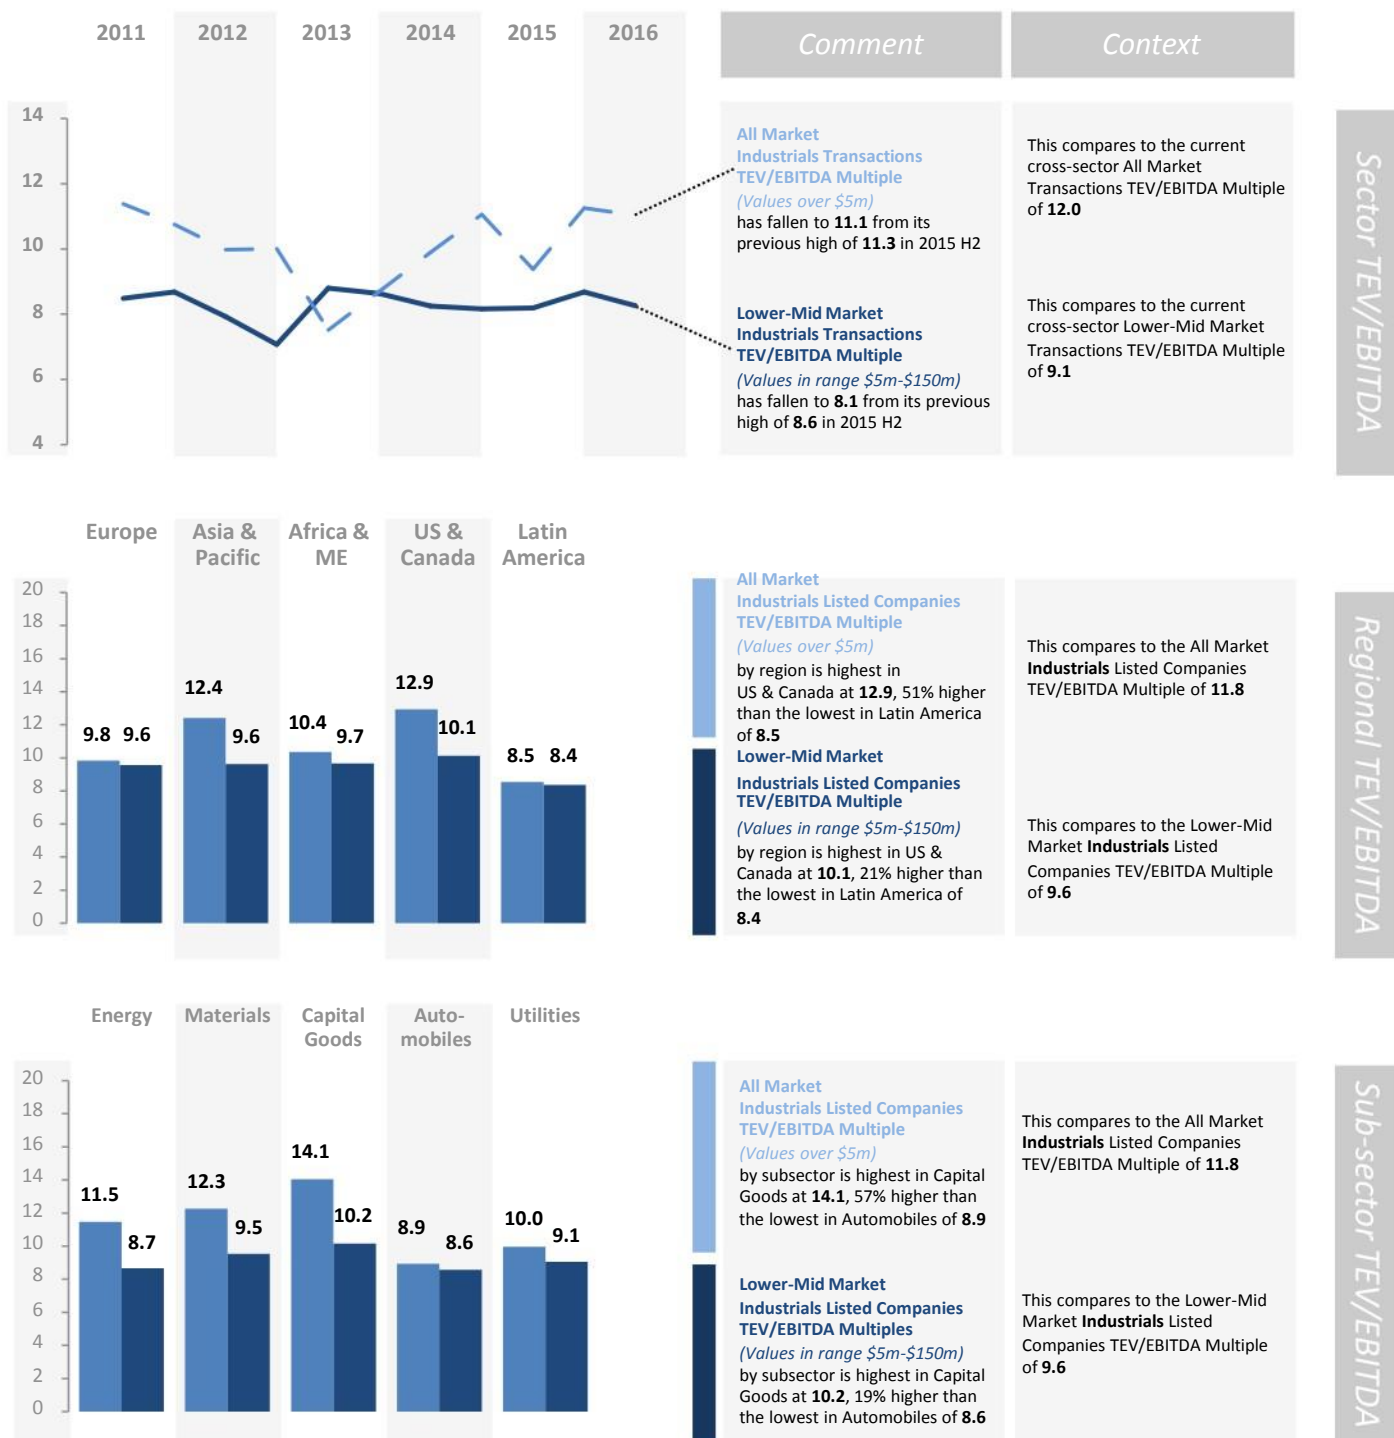 2011 2012 2013 2014 2015 2016
Comment Context
14
12
10
8
6
4
All Market
Industrials Transactions
TEV/EBITDA Multiple
(Values over $5m)
has fallen to 11.1 from its
previous high of 11.3 in 2015 H2
Lower-Mid Market
Industrials Transactions
TEV/EBITDA Multiple
(Values in range $5m-$150m)
has fallen to 8.1 from its previous
high of 8.6 in 2015 H2
This compares to the current
cross-sector All Market
Transactions TEV/EBITDA Multiple
of 12.0
This compares to the current
cross-sector Lower-Mid Market
Transactions TEV/EBITDA Multiple
of 9.1
Sector TEV/EBITDA
Europe Asia & Africa & US & Latin
Pacific ME Canada America
20
18
16
14
12
10
8
6
4
2
0
9.8 9.6 12.4 9.6 10.4 9.7 12.9 10.1 8.5 8.4
All Market
Industrials Listed Companies
TEV/EBITDA Multiple
(Values over $5m)
by region is highest in
US & Canada at 12.9, 51% higher
than the lowest in Latin America
of 8.5
Lower-Mid Market
Industrials Listed Companies
TEV/EBITDA Multiple
(Values in range $5m-$150m)
by region is highest in US &
Canada at 10.1, 21% higher than
the lowest in Latin America of
8.4
This compares to the All Market
Industrials Listed Companies
TEV/EBITDA Multiple of 11.8
This compares to the Lower-Mid
Market Industrials Listed
Companies TEV/EBITDA Multiple
of 9.6
Regional TEV/EBITDA
Energy Materials Capital Auto- Utilities
Goods mobiles
20
18
16
14
12
10
8
6
4
2
0
11.5 8.7 12.3 9.5 14.1 10.2 8.9 8.6 10.0 9.1
All Market
Industrials Listed Companies
TEV/EBITDA Multiple
(Values over $5m)
by subsector is highest in Capital
Goods at 14.1, 57% higher than
the lowest in Automobiles of 8.9
Lower-Mid Market
Industrials Listed Companies
TEV/EBITDA Multiples
(Values in range $5m-$150m)
by subsector is highest in Capital
Goods at 10.2, 19% higher than
the lowest in Automobiles of 8.6
This compares to the All Market
Industrials Listed Companies
TEV/EBITDA Multiple of 11.8
This compares to the Lower-Mid
Market Industrials Listed
Companies TEV/EBITDA Multiple
of 9.6
Sub-sector TEV/EBITDA